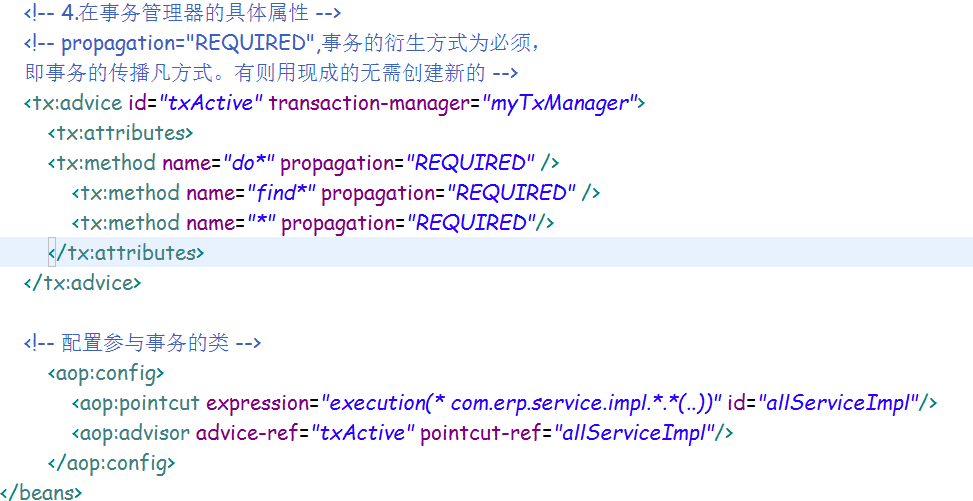 <!-- 4.在事务管理器的具体属性 -->
<!-- propagation="REQUIRED",事务的衍生方式为必须，
即事务的传播凡方式。有则用现成的无需创建新的 -->
<tx:advice id="txActive" transaction-manager="myTxManager">
<tx:attributes>
<tx:method name="do*" propagation="REQUIRED" />
<tx:method name="find*" propagation="REQUIRED" />
<tx:method name="*" propagation="REQUIRED"/>
</tx:attributes>
</tx:advice>
<!-- 配置参与事务的类 -->
<aop:config>
<aop:pointcut expression="execution(* com.erp.service.impl.*.*(..))" id="allServiceImpl"/>
<aop:advisor advice-ref="txActive" pointcut-ref="allServiceImpl"/>
</aop:config>
</beans>